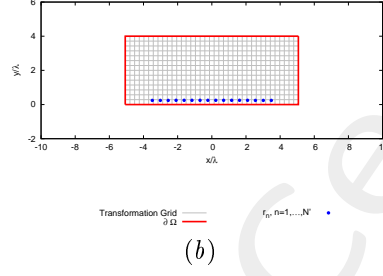 6
4
2
0
-2
y/λ
-10 -8 -6 -4 -2 0 2 4 6 8 10
x/λ
Transformation Grid
∂ Ω
r_n, n=1,...,N'
(b)